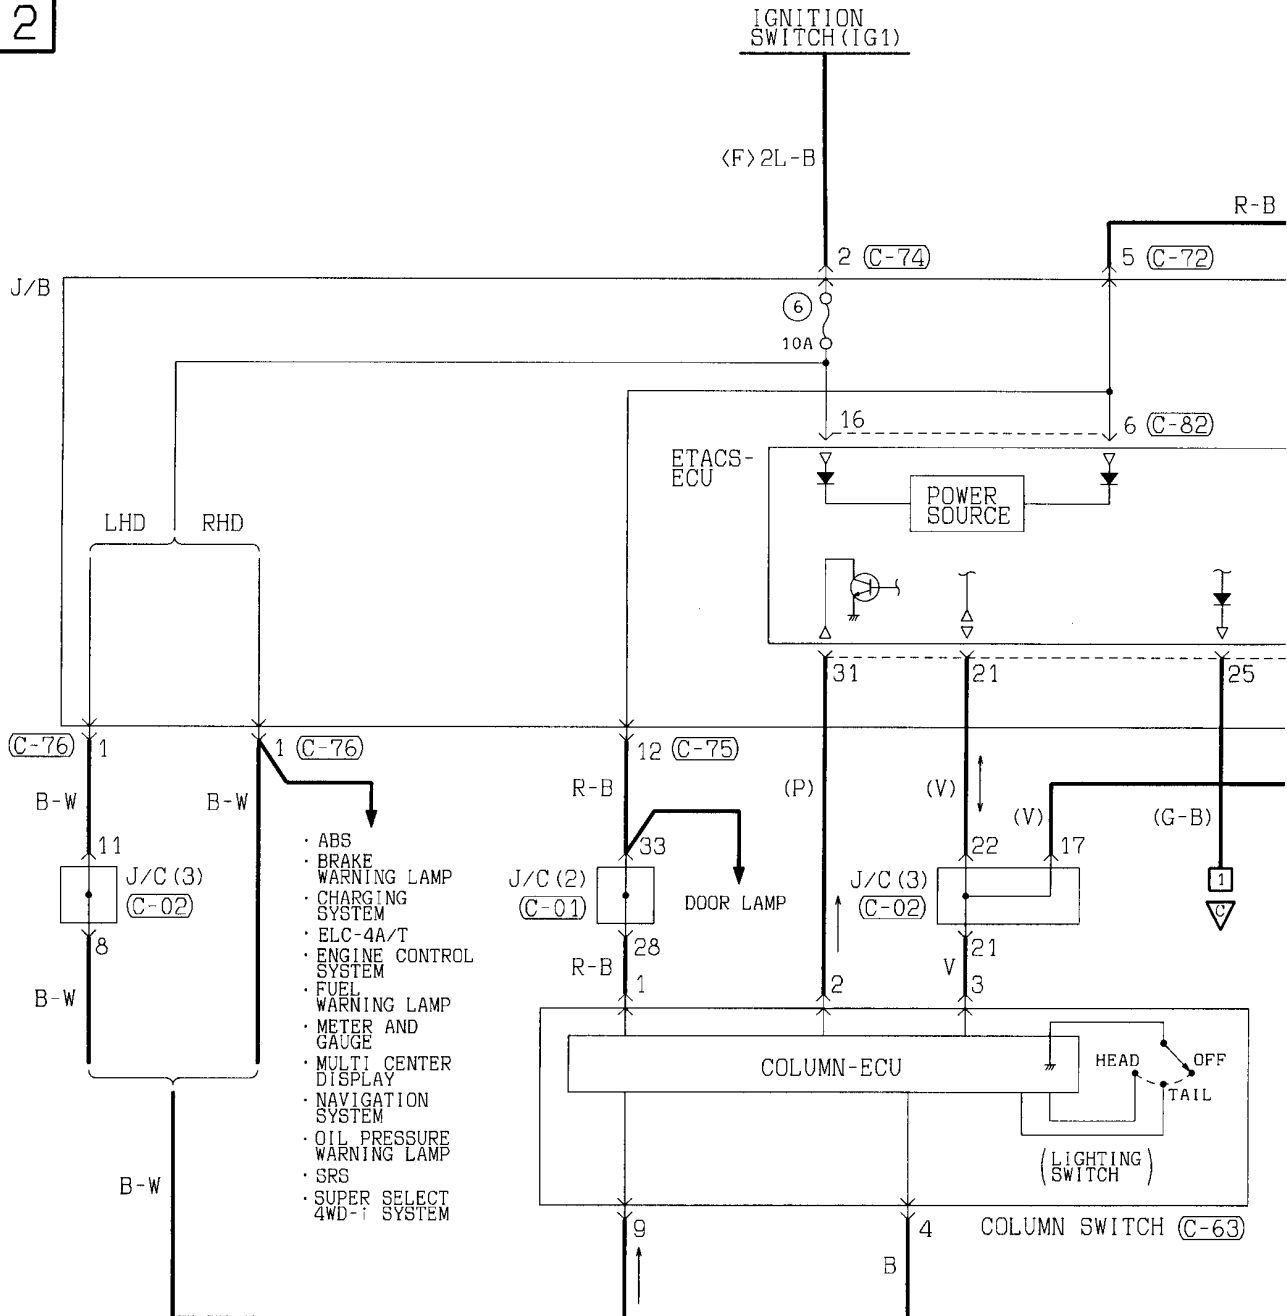 2
IGNITION
SWITCH(IG1)
<F>2L-B
R-B
2 (C-74)
5 (C-72)
J/B
6
10A
16
6 (C-82)
ETACS-
ECU
POWER
SOURCE
LHD RHD
31
21
25
(C-76) 1
1 (C-76)
12 (C-75)
B-W
B-W
R-B
(P)
(V)
(V)
(G-B)
11
33
22
17
J/C(3)
(C-02)
J/C(2)
(C-01)
DOOR LAMP
J/C(3)
(C-02)
1
C
8
28
21
B-W
R-B
V
1
2
3
· ABS
· BRAKE
WARNING LAMP
· CHARGING
SYSTEM
· ELC-4A/T
· ENGINE CONTROL
SYSTEM
· FUEL
WARNING LAMP
· METER AND
GAUGE
· MULTI CENTER
DISPLAY
· NAVIGATION
SYSTEM
· OIL PRESSURE
WARNING LAMP
· SRS
· SUPER SELECT
4WD-i SYSTEM
COLUMN-ECU
HEAD
OFF
TAIL
(LIGHTING
SWITCH)
B-W
9
4
COLUMN SWITCH (C-63)
B